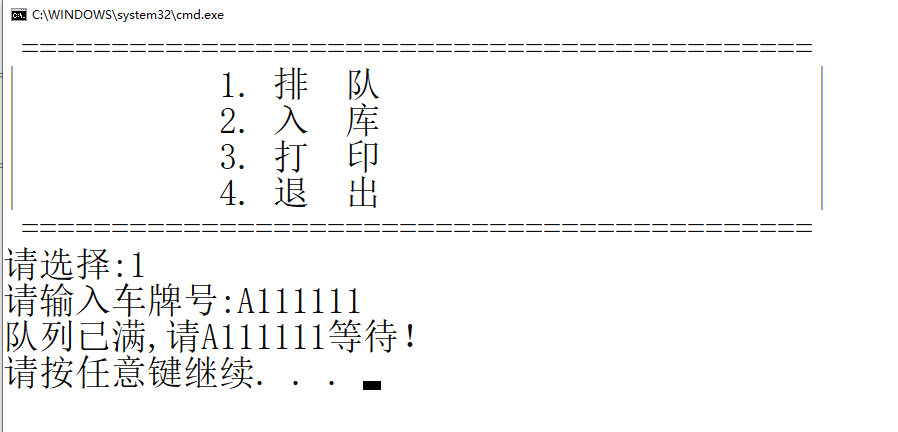 C:\WINDOWS\system32\cmd.exe
============================================
1. 排 队
2. 入 库
3. 打 印
4. 退 出
============================================
请选择:1
请输入车牌号:A111111
队列已满,请A111111等待!
请按任意键继续. . .